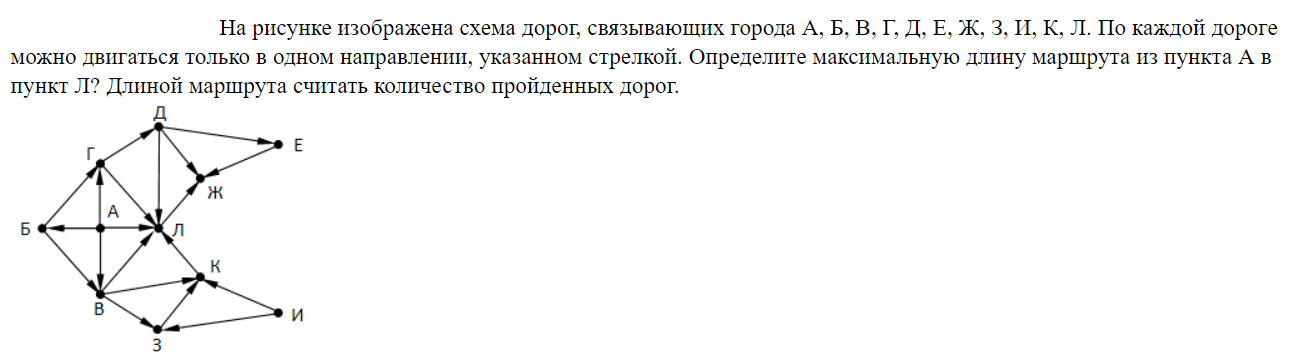 На рисунке изображена схема дорог, связывающих города А, Б, В, Г, Д, Е, Ж, З, И, К, Л. По каждой дороге
можно двигаться только в одном направлении, указанном стрелкой. Определите максимальную длину маршрута из пункта А в
пункт Л? Длиной маршрута считать количество пройденных дорог.
Д
Е
Г
Ж
А
Б
Л
К
В
И
З